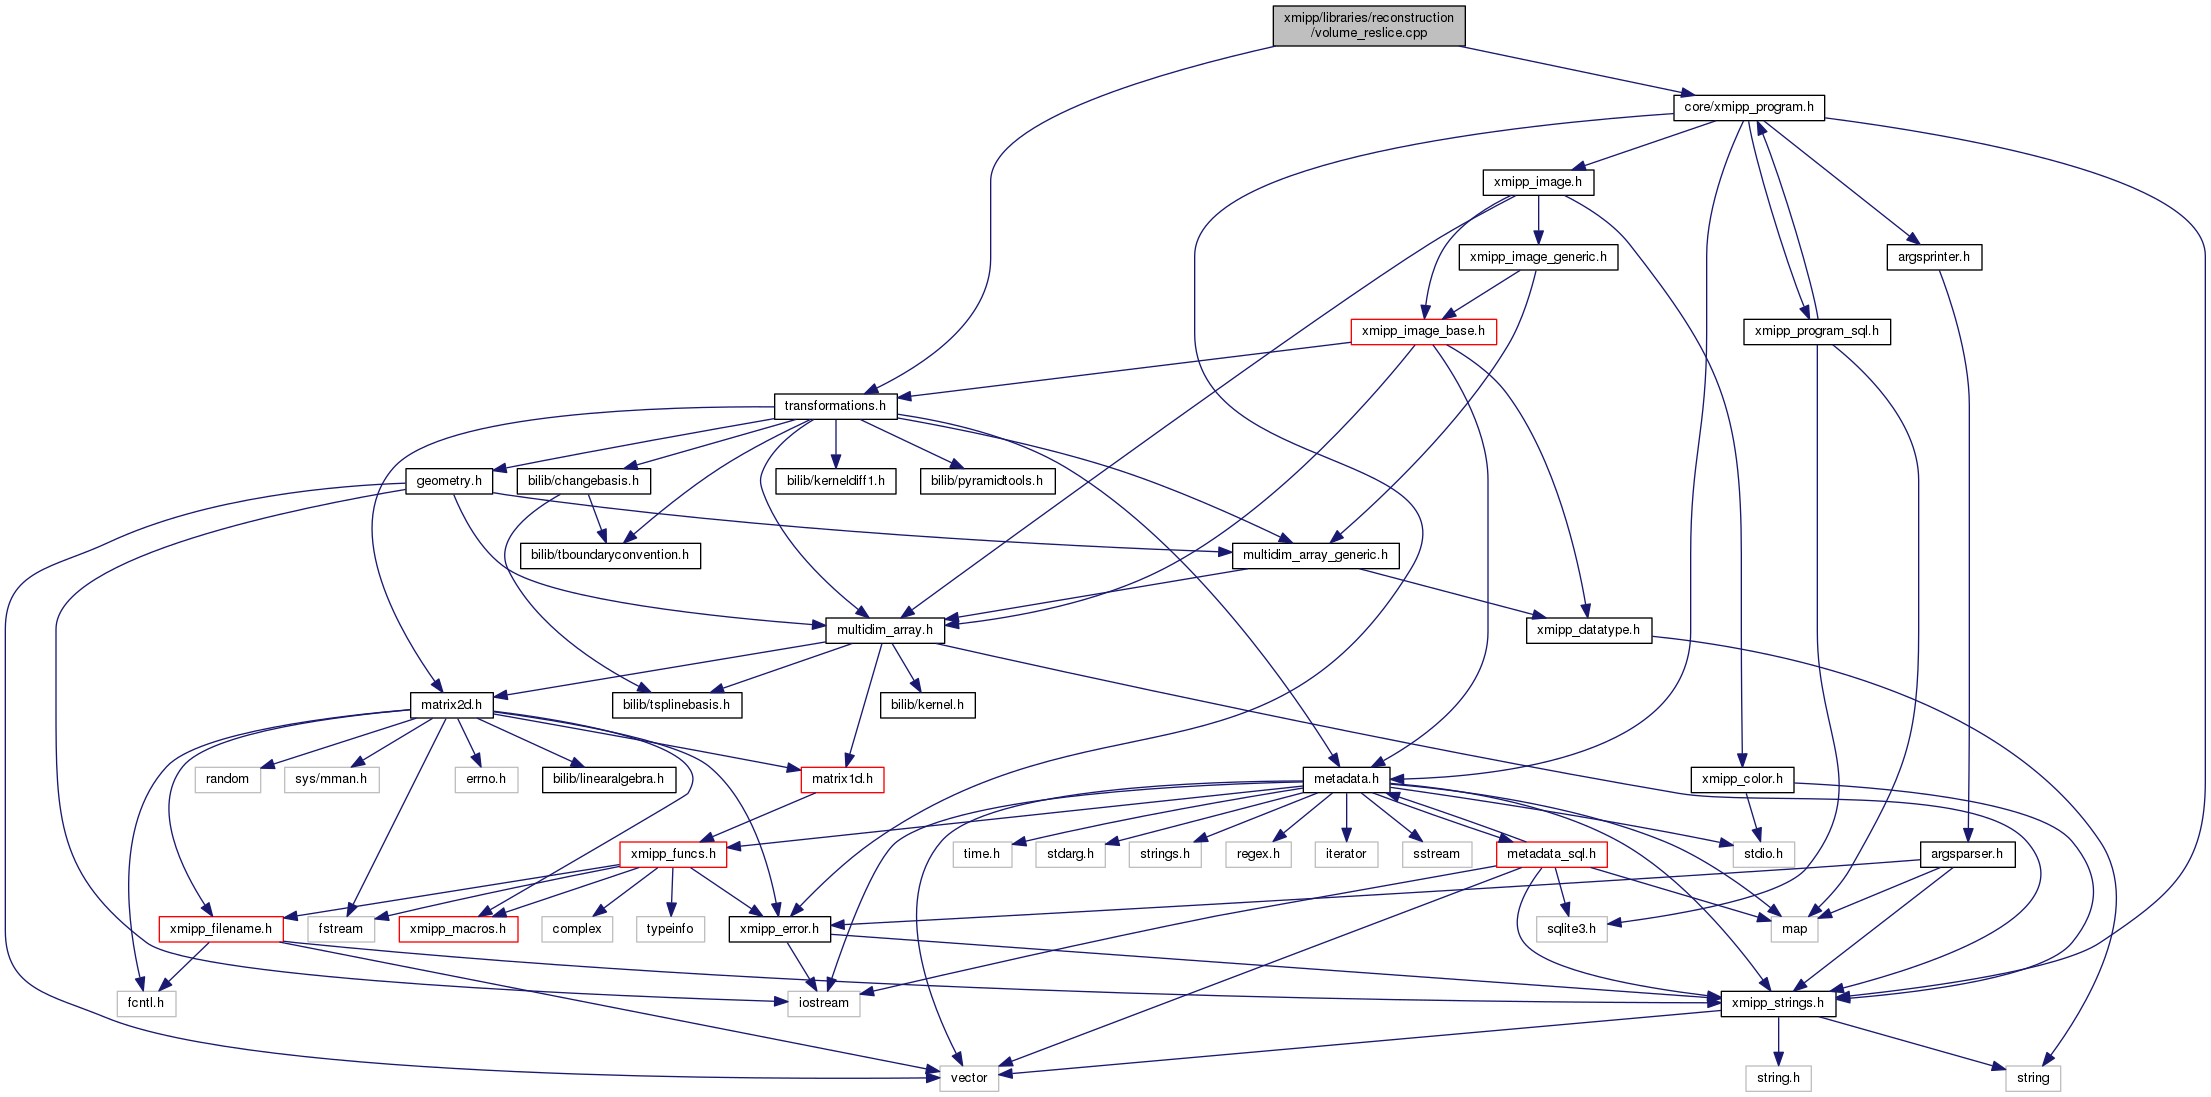 xmipp/libraries/reconstruction
/volume_reslice.cpp
core/xmipp_program.h
xmipp_image.h
xmipp_image_generic.h
argsprinter.h
xmipp_image_base.h
xmipp_program_sql.h
transformations.h
geometry.h
bilib/changebasis.h
bilib/kerneldiff1.h
bilib/pyramidtools.h
bilib/tboundaryconvention.h
multidim_array_generic.h
multidim_array.h
xmipp_datatype.h
matrix2d.h
bilib/tsplinebasis.h
bilib/kernel.h
random
sys/mman.h
errno.h
bilib/linearalgebra.h
matrix1d.h
metadata.h
xmipp_color.h
xmipp_funcs.h
time.h
stdarg.h
strings.h
regex.h
iterator
sstream
metadata_sql.h
stdio.h
argsparser.h
xmipp_filename.h
fstream
xmipp_macros.h
complex
typeinfo
xmipp_error.h
sqlite3.h
map
fcntl.h
iostream
xmipp_strings.h
vector
string.h
string